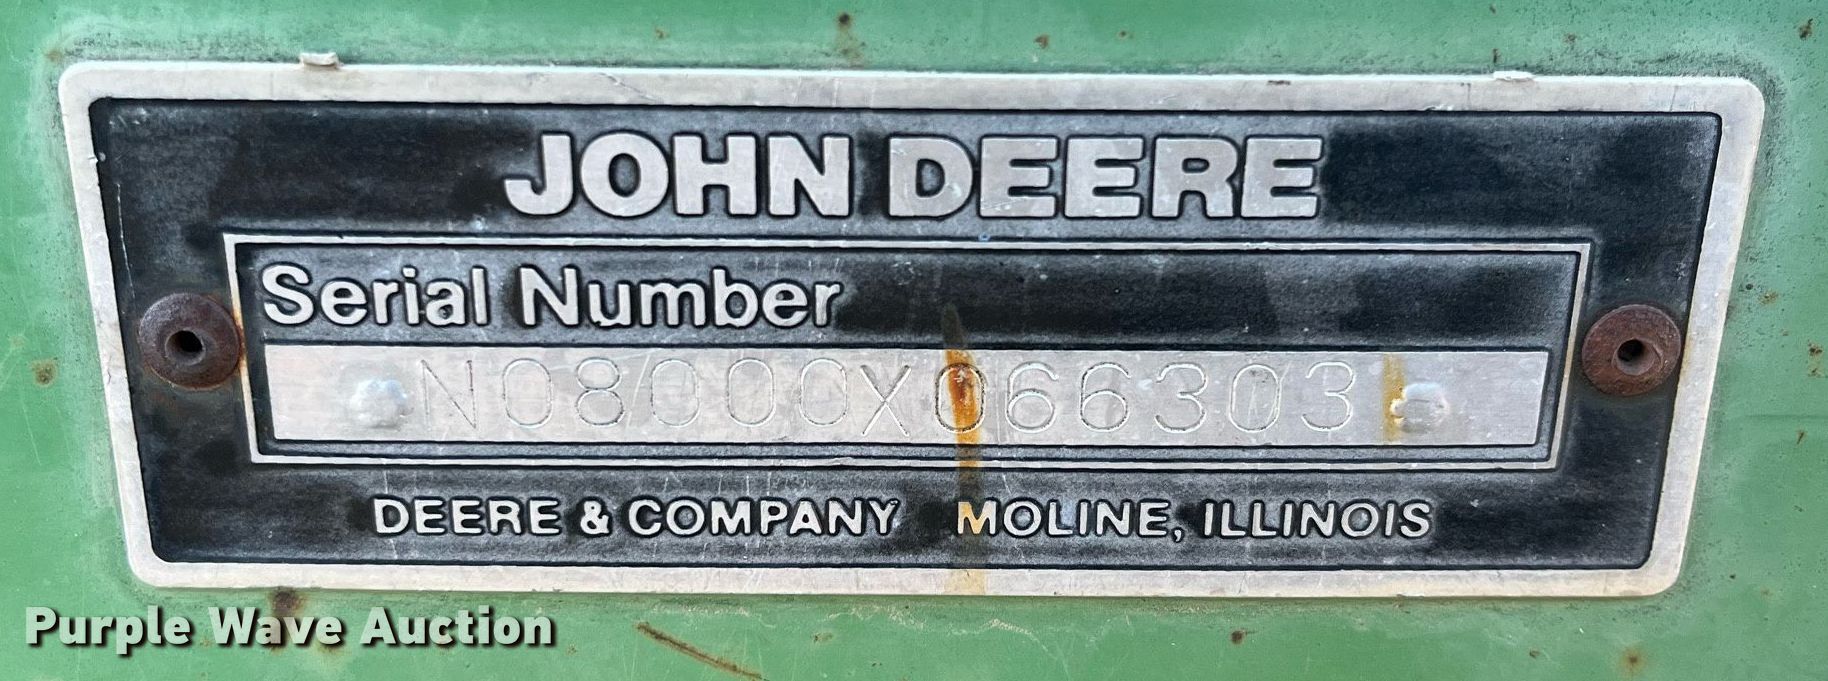 JOHN DEERE
Serial Number
N08000X066303
DEERE & COMPANY MOLINE, ILLINOIS
Purple Wave Auction